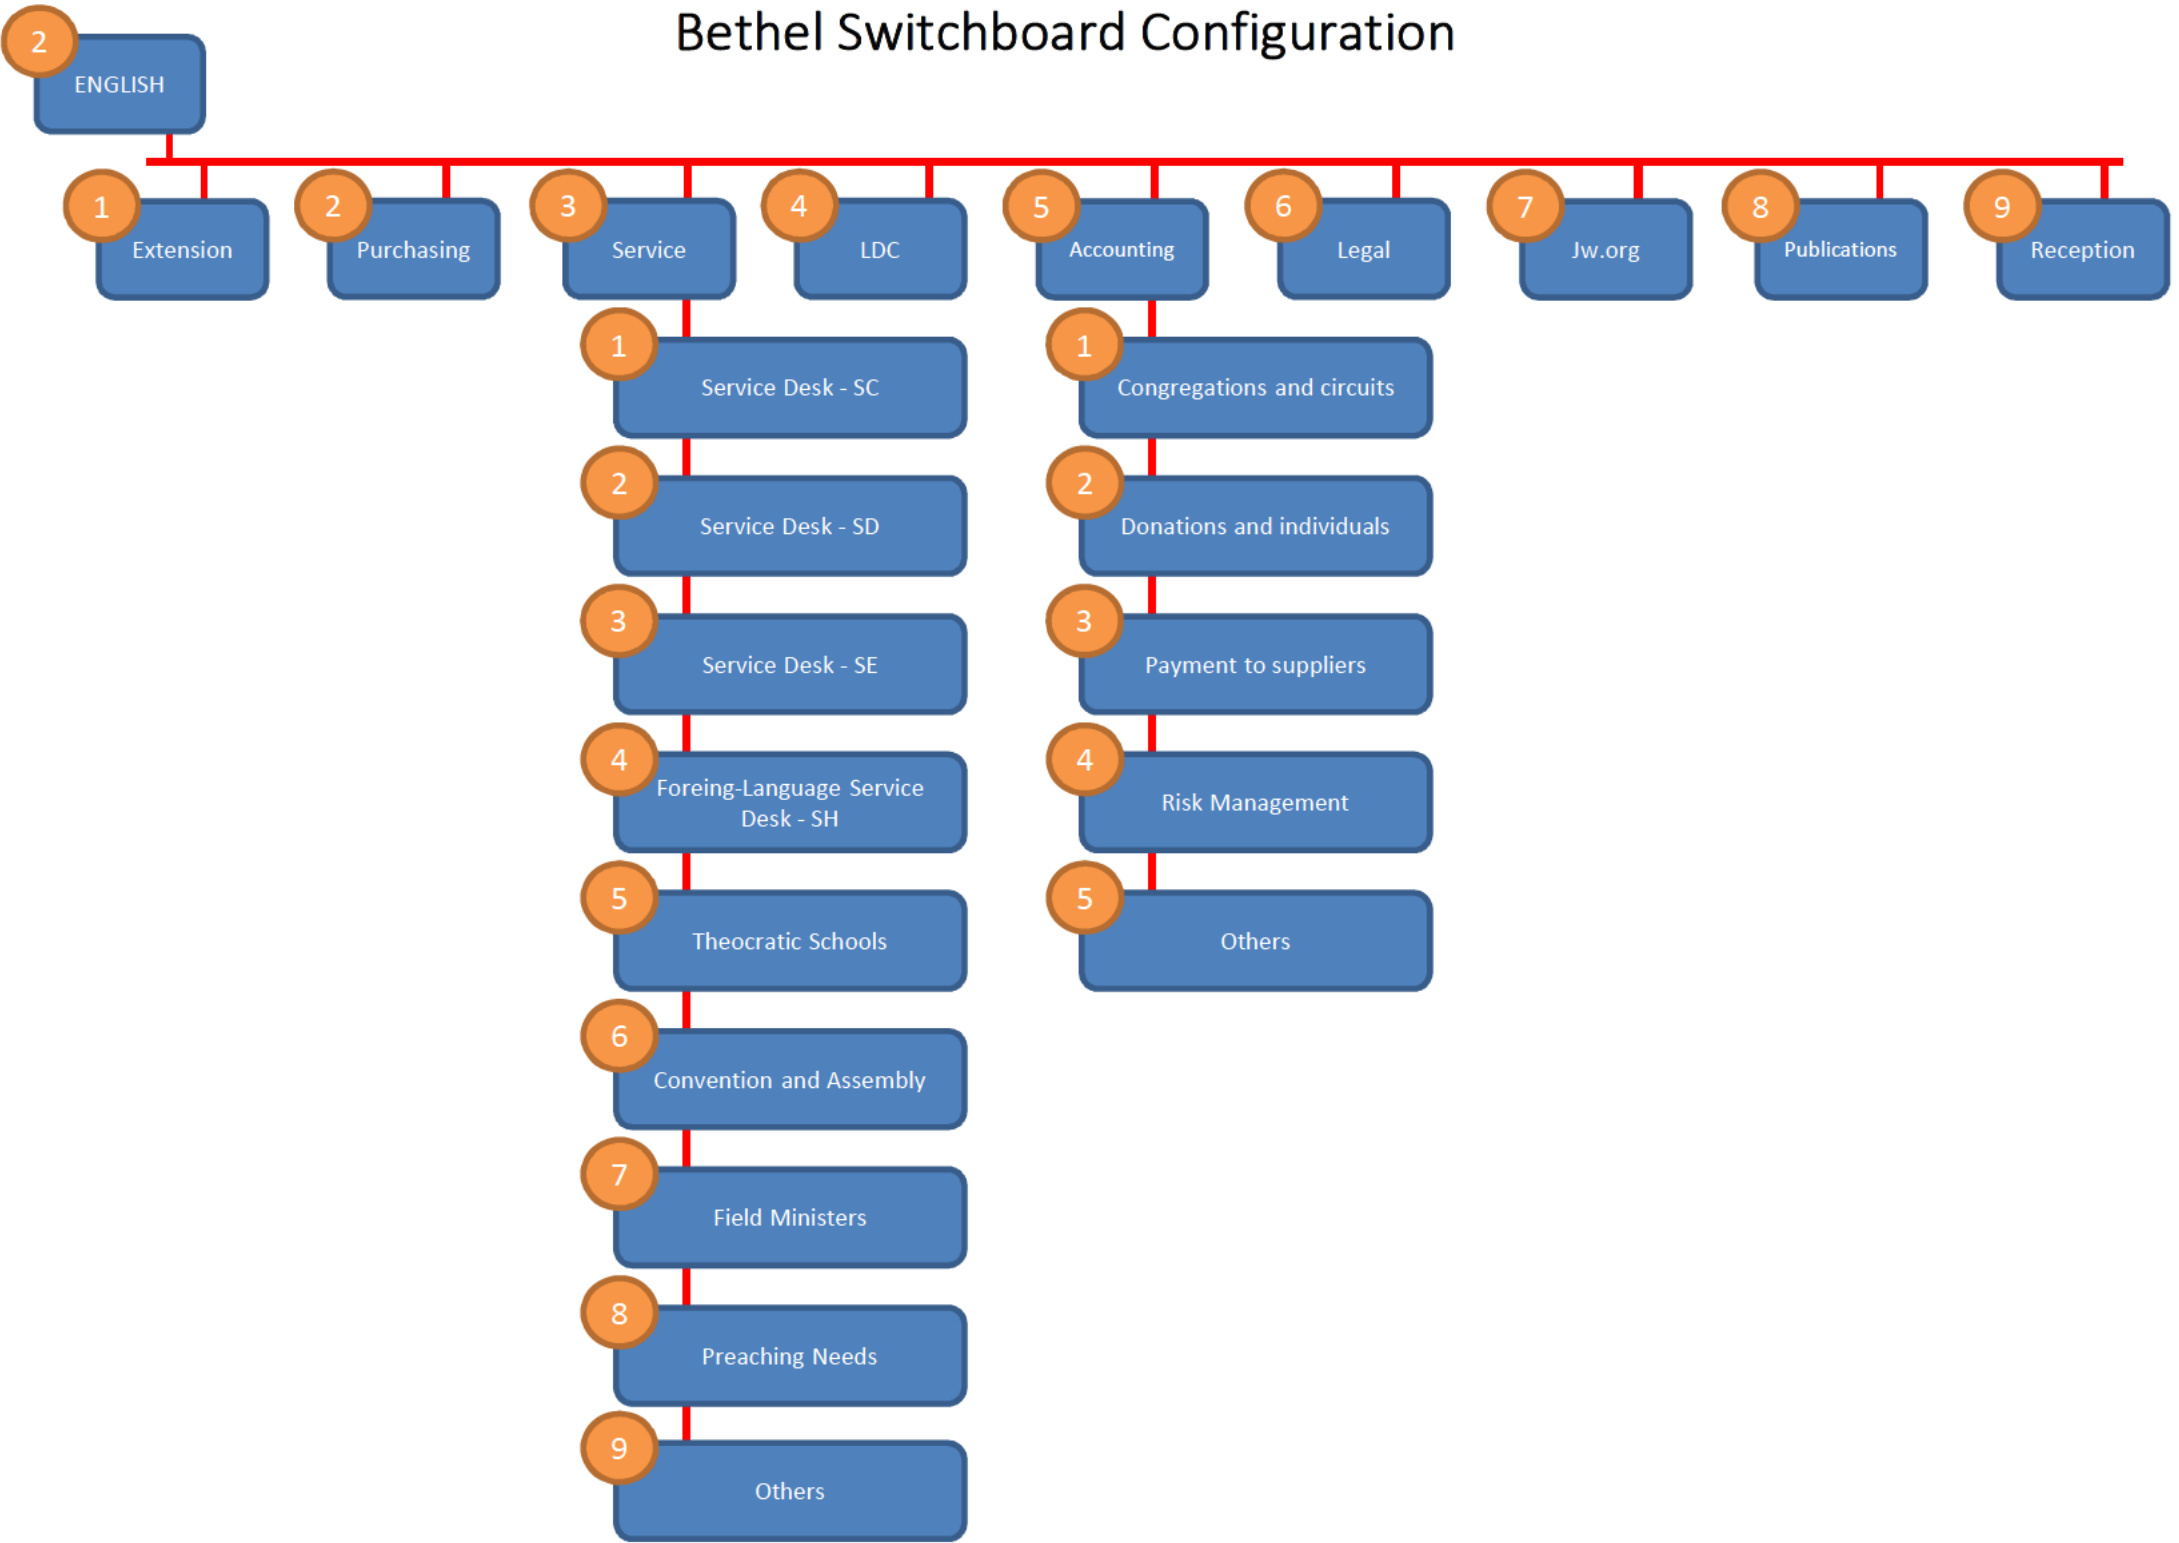 Bethel Switchboard Configuration
2
ENGLISH
1
Extension
2
Purchasing
3
Service
4
LDC
5
Accounting
6
Legal
7
Jw.org
8
Publications
9
Reception
1
Service Desk - SC
2
Service Desk - SD
3
Service Desk - SE
4
Foreing-Language Service
Desk - SH
5
Theocratic Schools
6
Convention and Assembly
7
Field Ministers
8
Preaching Needs
9
Others
1
Congregations and circuits
2
Donations and individuals
3
Payment to suppliers
4
Risk Management
5
Others